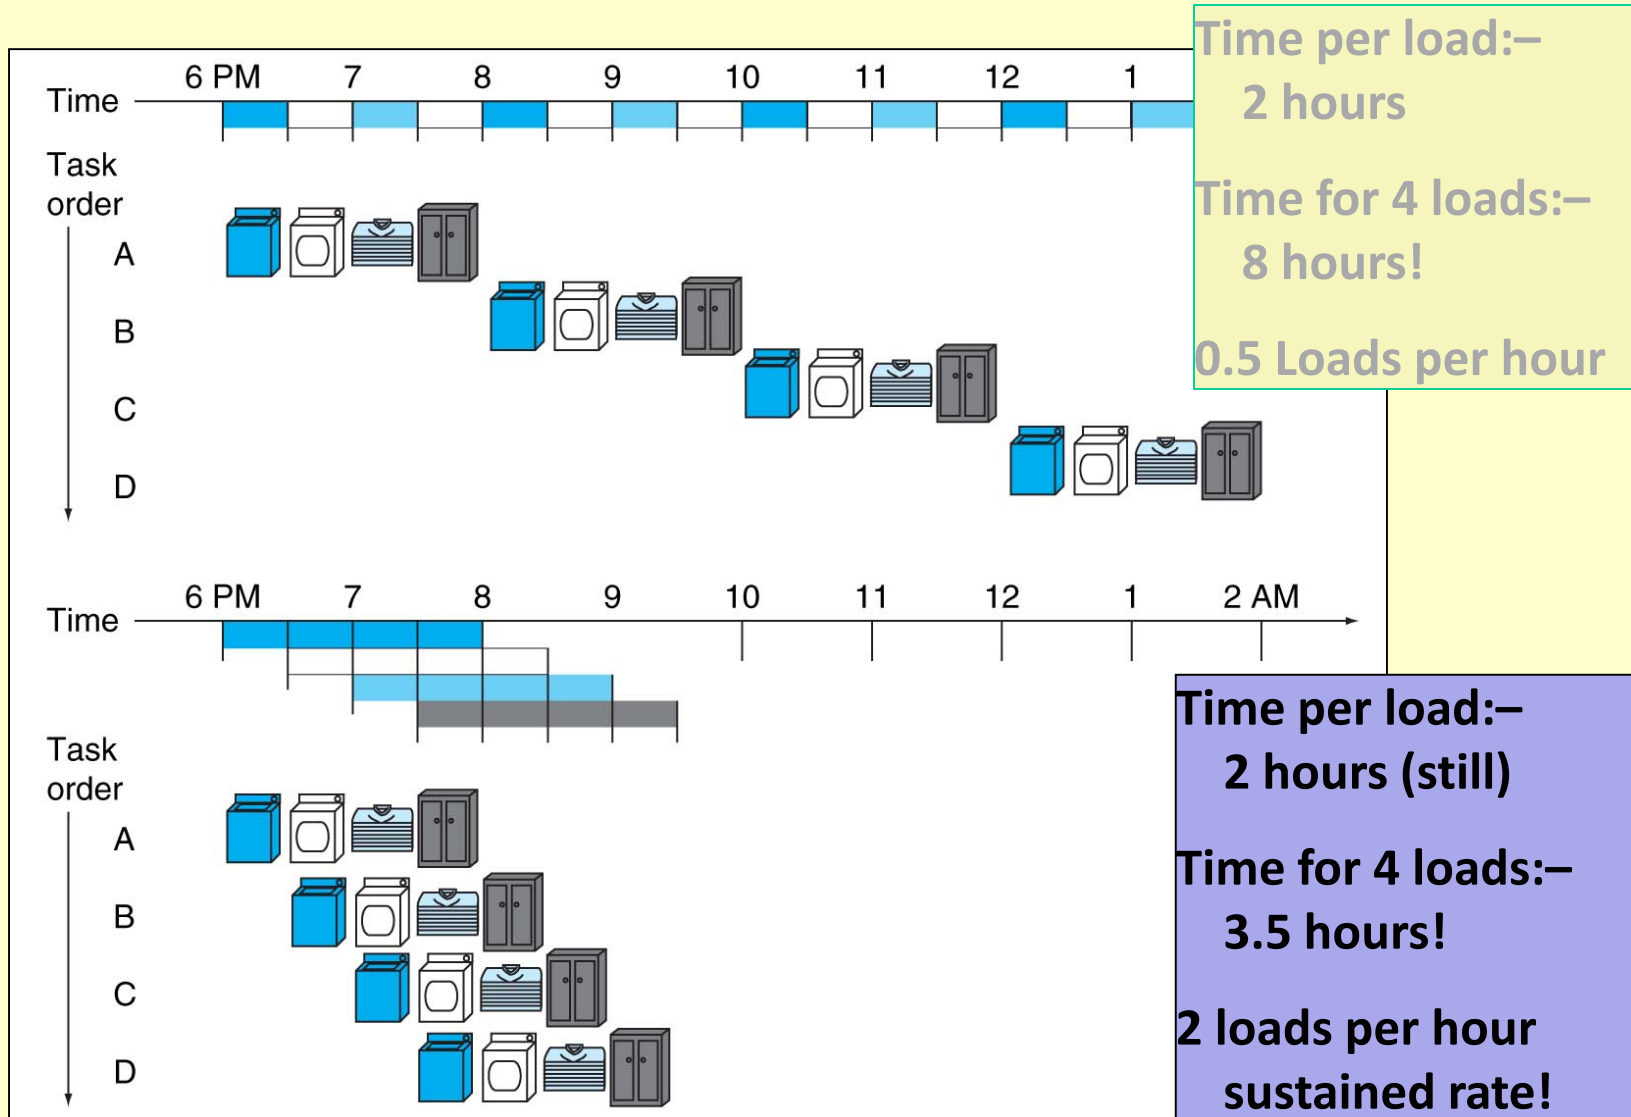 Time per load:–
2 hours
Time for 4 loads:–
8 hours!
0.5 Loads per hour
6 PM 7 8 9 10 11 12 1
Time
Task
order
A
B
C
D
6 PM 7 8 9 10 11 12 1 2 AM
Time
Task
order
A
B
C
D
Time per load:–
2 hours (still)
Time for 4 loads:–
3.5 hours!
2 loads per hour
sustained rate!